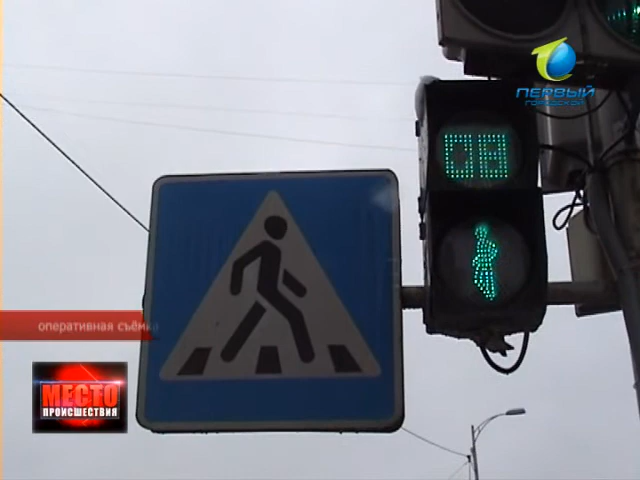 08
ПЕРВЫЙ
ГОРОДСКОЙ
оперативная съёмка
МЕСТО
ПРОИСШЕСТВИЯ